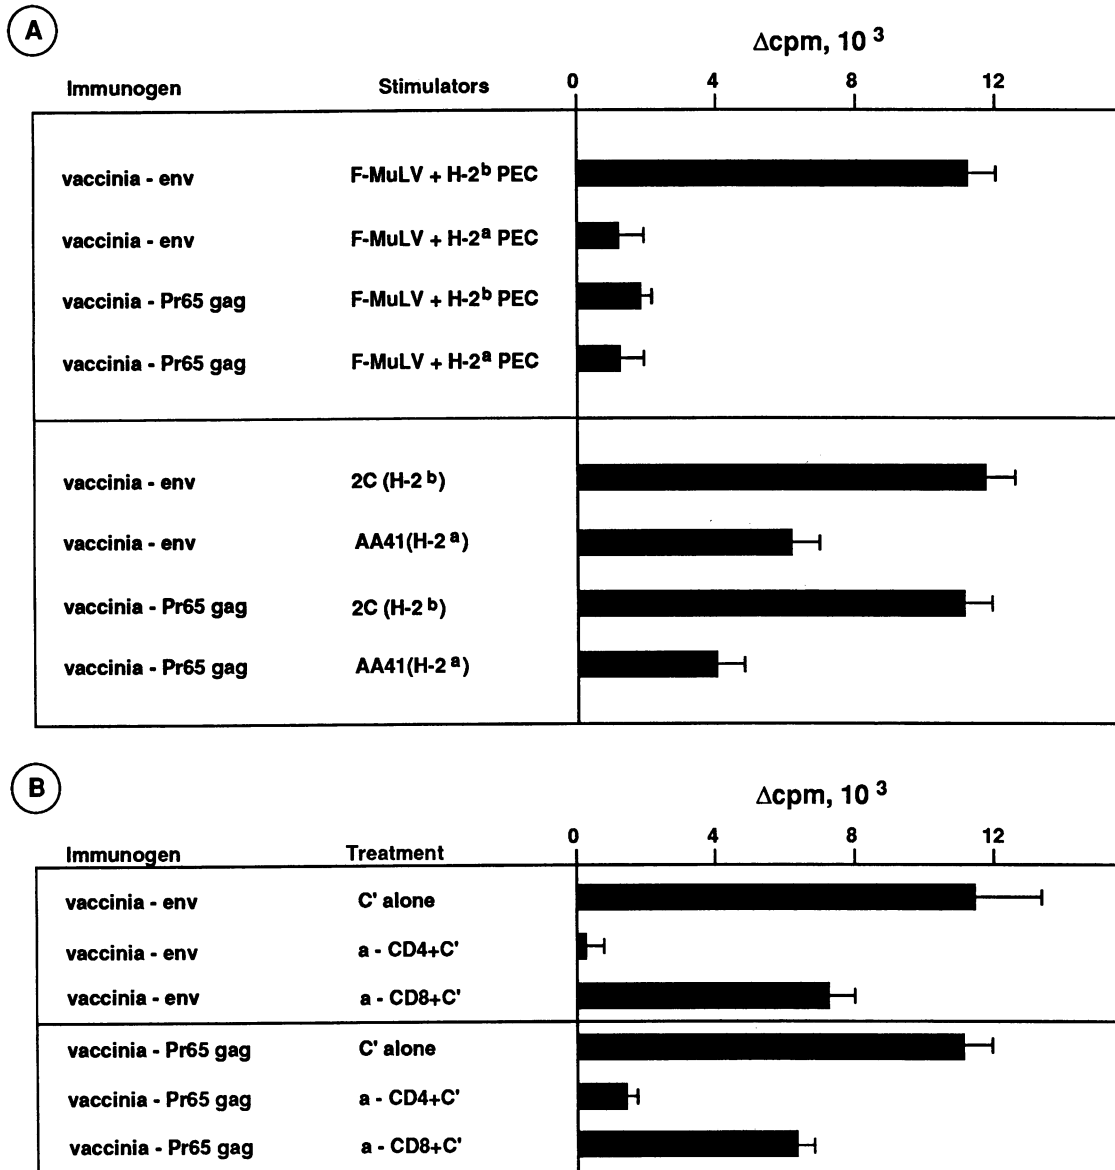 A
Δcpm, 10 3
Immunogen Stimulators 0 4 8 12
vaccinia - env F-MuLV + H-2b PEC
vaccinia - env F-MuLV + H-2a PEC
vaccinia - Pr65 gag F-MuLV + H-2b PEC
vaccinia - Pr65 gag F-MuLV + H-2a PEC
vaccinia - env 2C (H-2 b)
vaccinia - env AA41(H-2 a)
vaccinia - Pr65 gag 2C (H-2 b)
vaccinia - Pr65 gag AA41(H-2 a)
B
Δcpm, 10 3
Immunogen Treatment 0 4 8 12
vaccinia - env C' alone
vaccinia - env a - CD4+C'
vaccinia - env a - CD8+C'
vaccinia - Pr65 gag C' alone
vaccinia - Pr65 gag a - CD4+C'
vaccinia - Pr65 gag a - CD8+C'